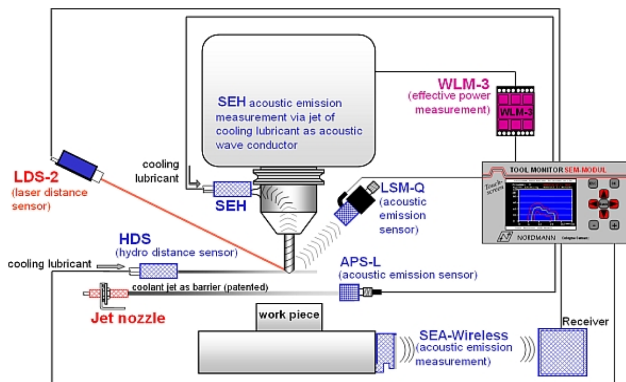 SEH acoustic emission
measurement via jet of
cooling lubricant as acoustic
wave conductor
WLM-3
(effective power
measurement)
WLM-3
LDS-2
(laser distance
sensor)
cooling
lubricant
SEH
LSM-Q
(acoustic
emission
sensor)
TOOL MONITOR SEM-MODUL
Touch-
screen
NORDMANN
HDS
(hydro distance sensor)
cooling lubricant
APS-L
(acoustic emission sensor)
coolant jet as barrier (patented)
Jet nozzle
work piece
SEA-Wireless
(acoustic emission
measurement)
Receiver